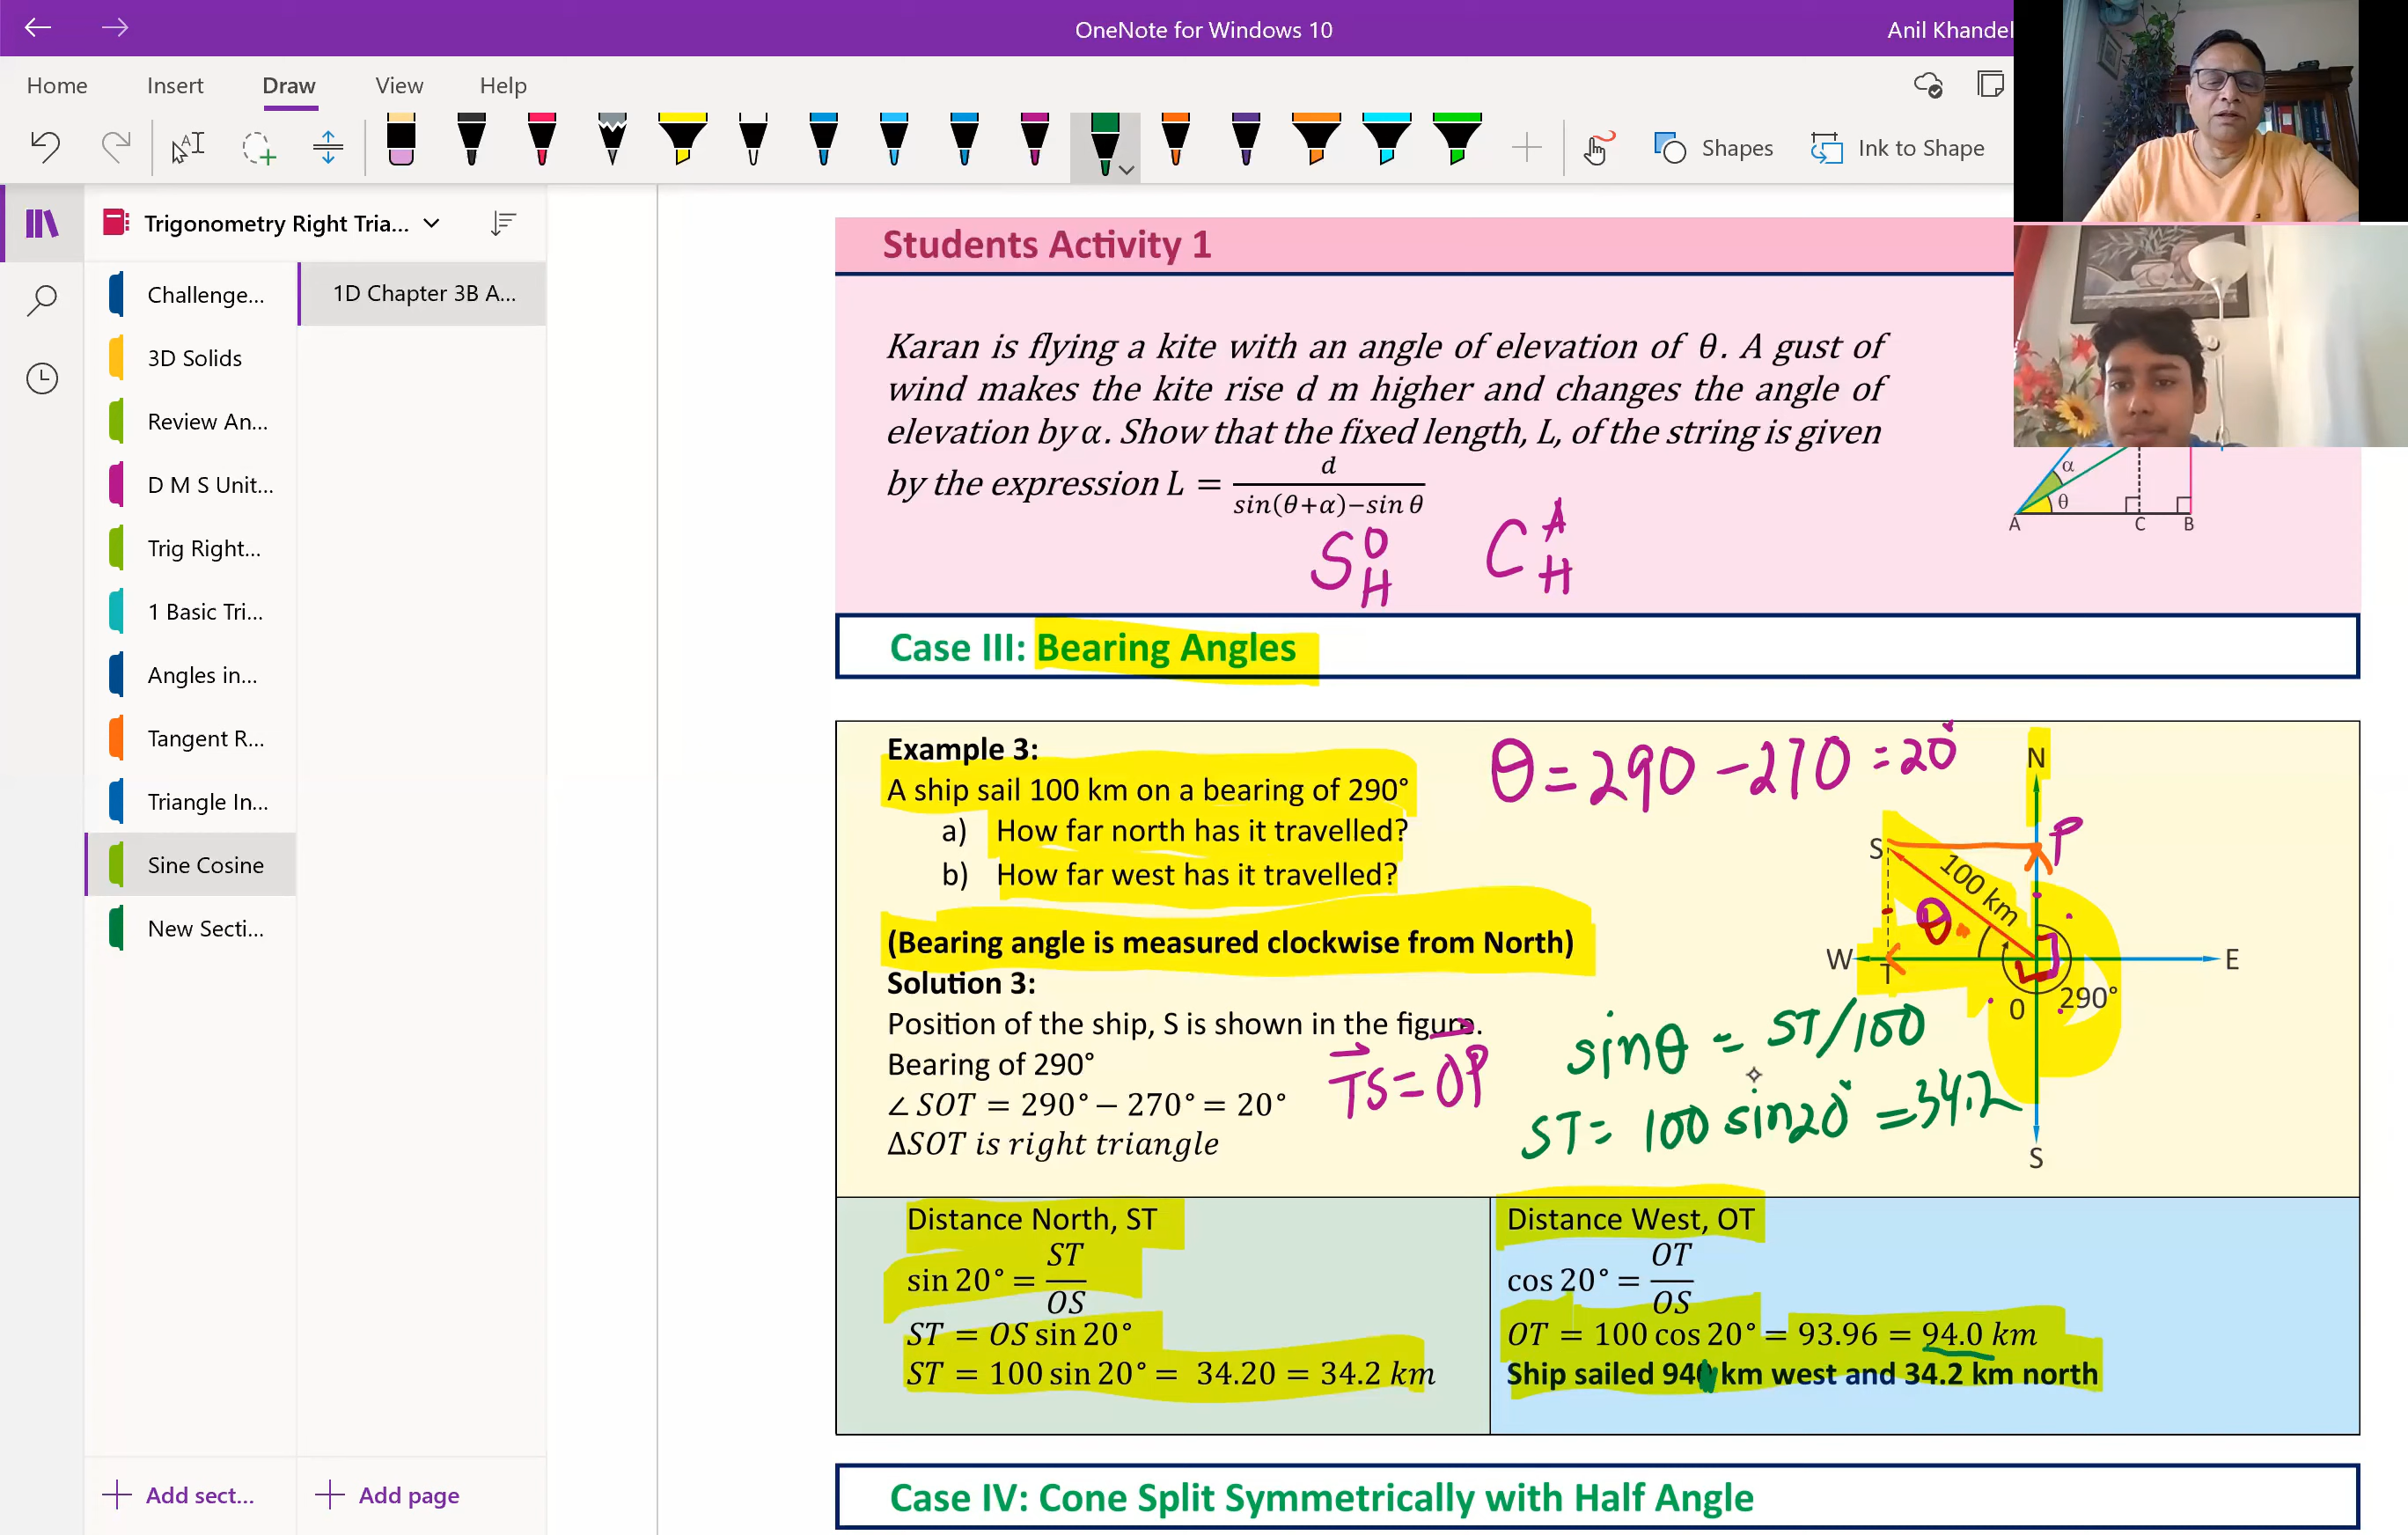 OneNote for Windows 10
Anil Khandel
Home Insert Draw View Help
Shapes
Ink to Shape
Trigonometry Right Tria...
Challenge...
3D Solids
Review An...
D M S Unit...
Trig Right...
1 Basic Tri...
Angles in...
Tangent R...
Triangle In...
Sine Cosine
New Secti...
Add sect...
1D Chapter 3B A...
Add page
Students Activity 1
Karan is flying a kite with an angle of elevation of θ. A gust of
wind makes the kite rise d m higher and changes the angle of
elevation by α. Show that the fixed length, L, of the string is given
by the expression L = d / sin(θ+α)−sin θ
S O H C A H
α
θ
A C B
Case III: Bearing Angles
Example 3:
A ship sail 100 km on a bearing of 290°
a) How far north has it travelled?
b) How far west has it travelled?
(Bearing angle is measured clockwise from North)
Solution 3:
Position of the ship, S is shown in the figure.
Bearing of 290°
∠ SOT = 290° − 270° = 20°
ΔSOT is right triangle
θ = 290 − 270 = 20°
TS = OP
sinθ = ST/100
ST = 100 sin20° = 34.2
N
P
S
100 km
θ
W T E
O 290°
S
Distance North, ST
sin 20° = ST / OS
ST = OS sin 20°
ST = 100 sin 20° = 34.20 = 34.2 km
Distance West, OT
cos 20° = OT / OS
OT = 100 cos 20° = 93.96 = 94.0 km
Ship sailed 94 km west and 34.2 km north
Case IV: Cone Split Symmetrically with Half Angle